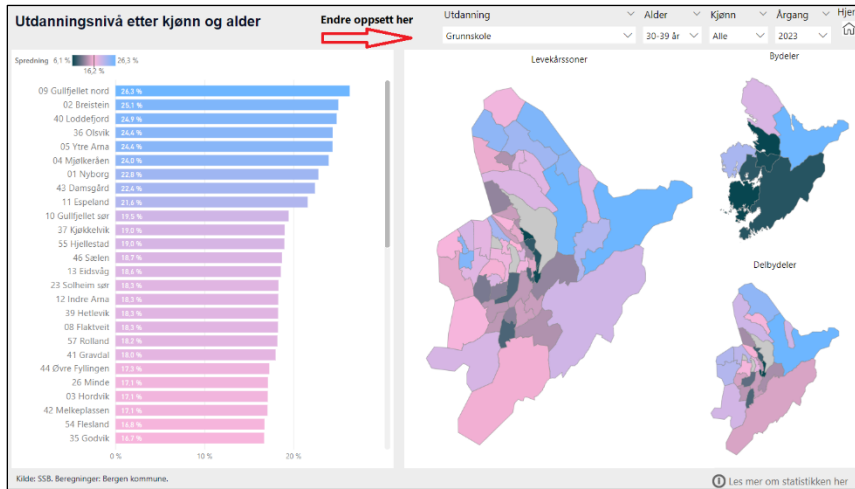 Utdanningsnivå etter kjønn og alder
Endre oppsett her
Utdanning
Grunnskole
Alder
30-39 år
Kjønn
Alle
Årgang
2023
Hjer
Spredning 6,1 % 26,3 %
16,2 %
09 Gullfjellet nord 26.3 %
02 Breistein 25.1 %
40 Loddefjord 24.9 %
36 Olsvik 24.4 %
05 Ytre Arna 24.4 %
04 Mjølkeråen 24.0 %
01 Nyborg 22.8 %
43 Damsgård 22.4 %
11 Espeland 21.6 %
10 Gullfjellet sør 19.5 %
37 Kjøkkelvik 19.0 %
55 Hjellestad 19.0 %
46 Sælen 18.7 %
13 Eidsvåg 18.6 %
23 Solheim sør 18.3 %
12 Indre Arna 18.3 %
39 Hetlevik 18.3 %
08 Flaktveit 18.3 %
57 Rolland 18.2 %
41 Gravdal 18.0 %
44 Øvre Fyllingen 17.3 %
26 Minde 17.1 %
03 Hordvik 17.1 %
42 Melkeplassen 17.1 %
54 Flesland 16.8 %
35 Godvik 16.7 %
0 % 20 %
Levekårssoner
Bydeler
Delbydeler
Kilde: SSB. Beregninger: Bergen kommune.
Les mer om statistikken her